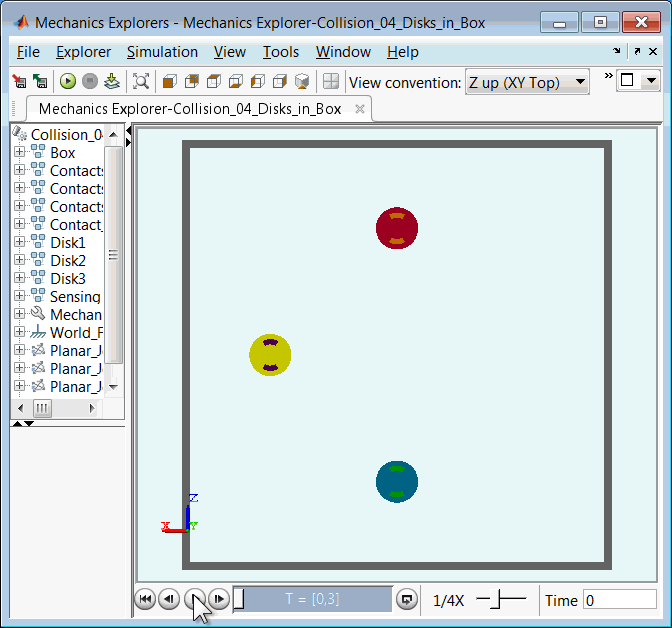 Mechanics Explorers - Mechanics Explorer-Collision_04_Disks_in_Box
File Explorer Simulation View Tools Window Help
View convention: Z up (XY Top) »
Mechanics Explorer-Collision_04_Disks_in_Box
Collision_04
Box
Contacts
Contacts
Contacts
Contact_
Disk1
Disk2
Disk3
Sensing
Mechan
World_F
Planar_J
Planar_J
Planar_J
Z
X Y
T = [0,3] 1/4X Time 0